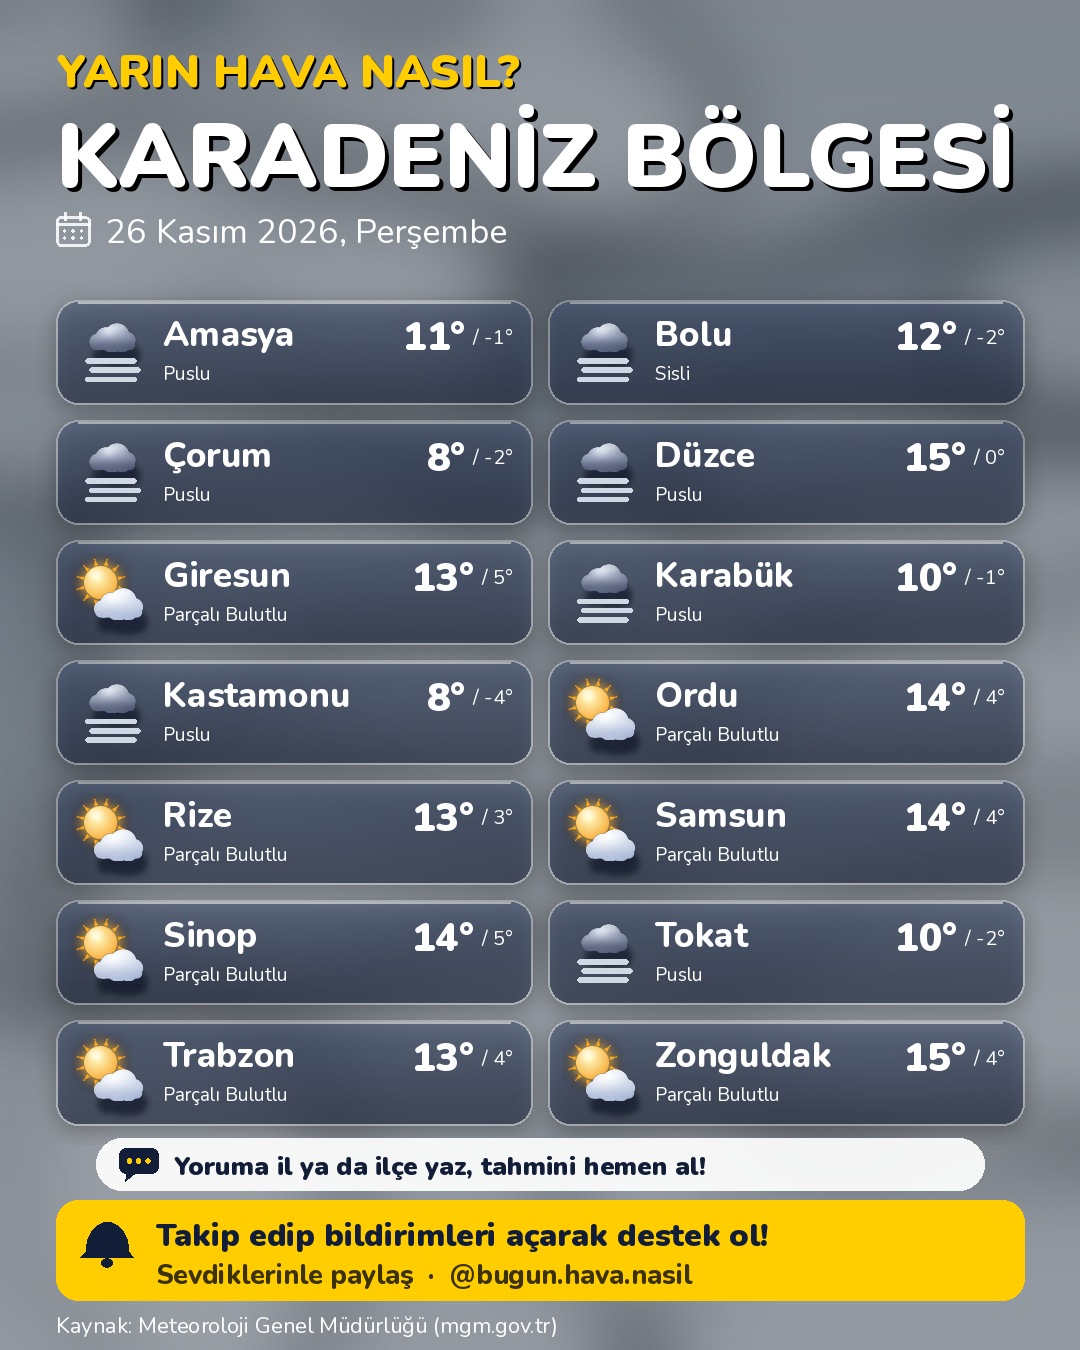 YARIN HAVA NASIL?
KARADENİZ BÖLGESİ
26 Kasım 2026, Perşembe
Amasya 11° / -1°
Puslu
Bolu 12° / -2°
Sisli
Çorum 8° / -2°
Puslu
Düzce 15° / 0°
Puslu
Giresun 13° / 5°
Parçalı Bulutlu
Karabük 10° / -1°
Puslu
Kastamonu 8° / -4°
Puslu
Ordu 14° / 4°
Parçalı Bulutlu
Rize 13° / 3°
Parçalı Bulutlu
Samsun 14° / 4°
Parçalı Bulutlu
Sinop 14° / 5°
Parçalı Bulutlu
Tokat 10° / -2°
Puslu
Trabzon 13° / 4°
Parçalı Bulutlu
Zonguldak 15° / 4°
Parçalı Bulutlu
Yoruma il ya da ilçe yaz, tahmini hemen al!
Takip edip bildirimleri açarak destek ol!
Sevdiklerinle paylaş · @bugun.hava.nasil
Kaynak: Meteoroloji Genel Müdürlüğü (mgm.gov.tr)